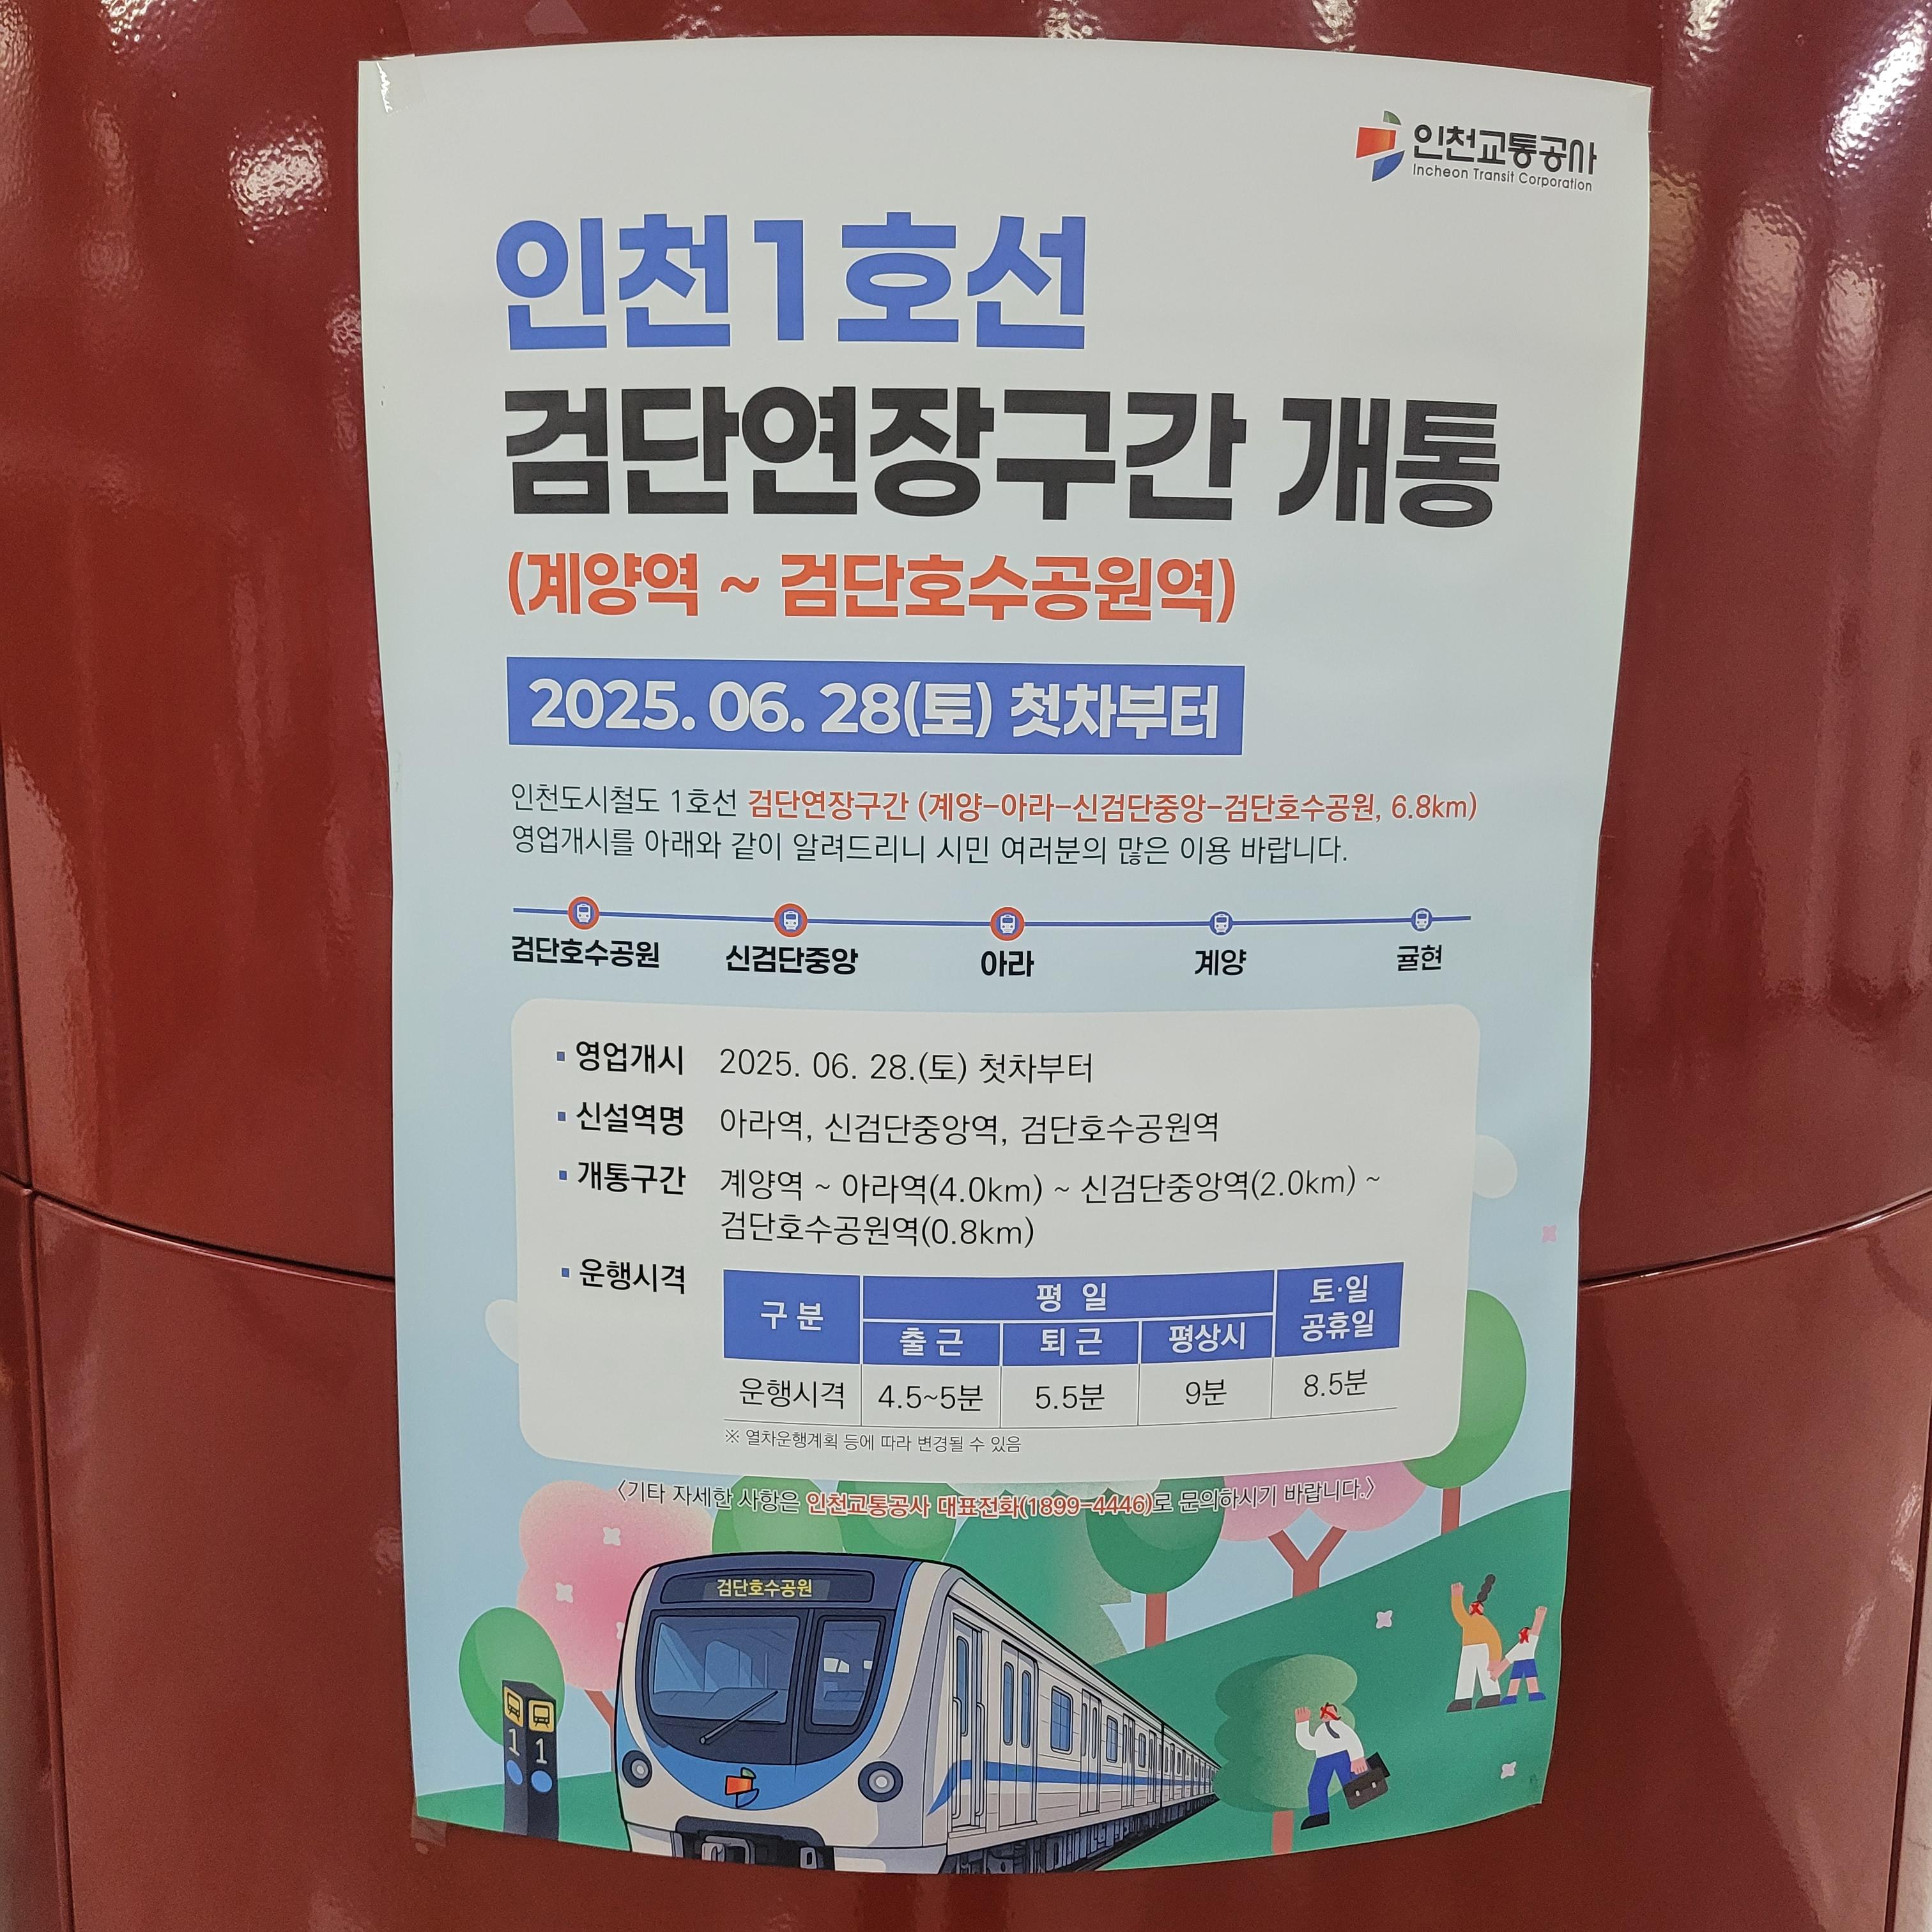 인천교통공사
Incheon Transit Corporation
인천1호선
검단연장구간 개통
(계양역 ~ 검단호수공원역)
2025. 06. 28(토) 첫차부터
인천도시철도 1호선 검단연장구간 (계양-아라-신검단중앙-검단호수공원, 6.8km)
영업개시를 아래와 같이 알려드리니 시민 여러분의 많은 이용 바랍니다.
검단호수공원 신검단중앙 아라 계양 귤현
▪ 영업개시 2025. 06. 28.(토) 첫차부터
▪ 신설역명 아라역, 신검단중앙역, 검단호수공원역
▪ 개통구간 계양역 ~ 아라역(4.0km) ~ 신검단중앙역(2.0km) ~
검단호수공원역(0.8km)
▪ 운행시격
구 분 평 일 토·일
공휴일
출 근 퇴 근 평상시
운행시격 4.5~5분 5.5분 9분 8.5분
※ 열차운행계획 등에 따라 변경될 수 있음
<기타 자세한 사항은 인천교통공사 대표전화(1899-4446)로 문의하시기 바랍니다.>
검단호수공원
1 1